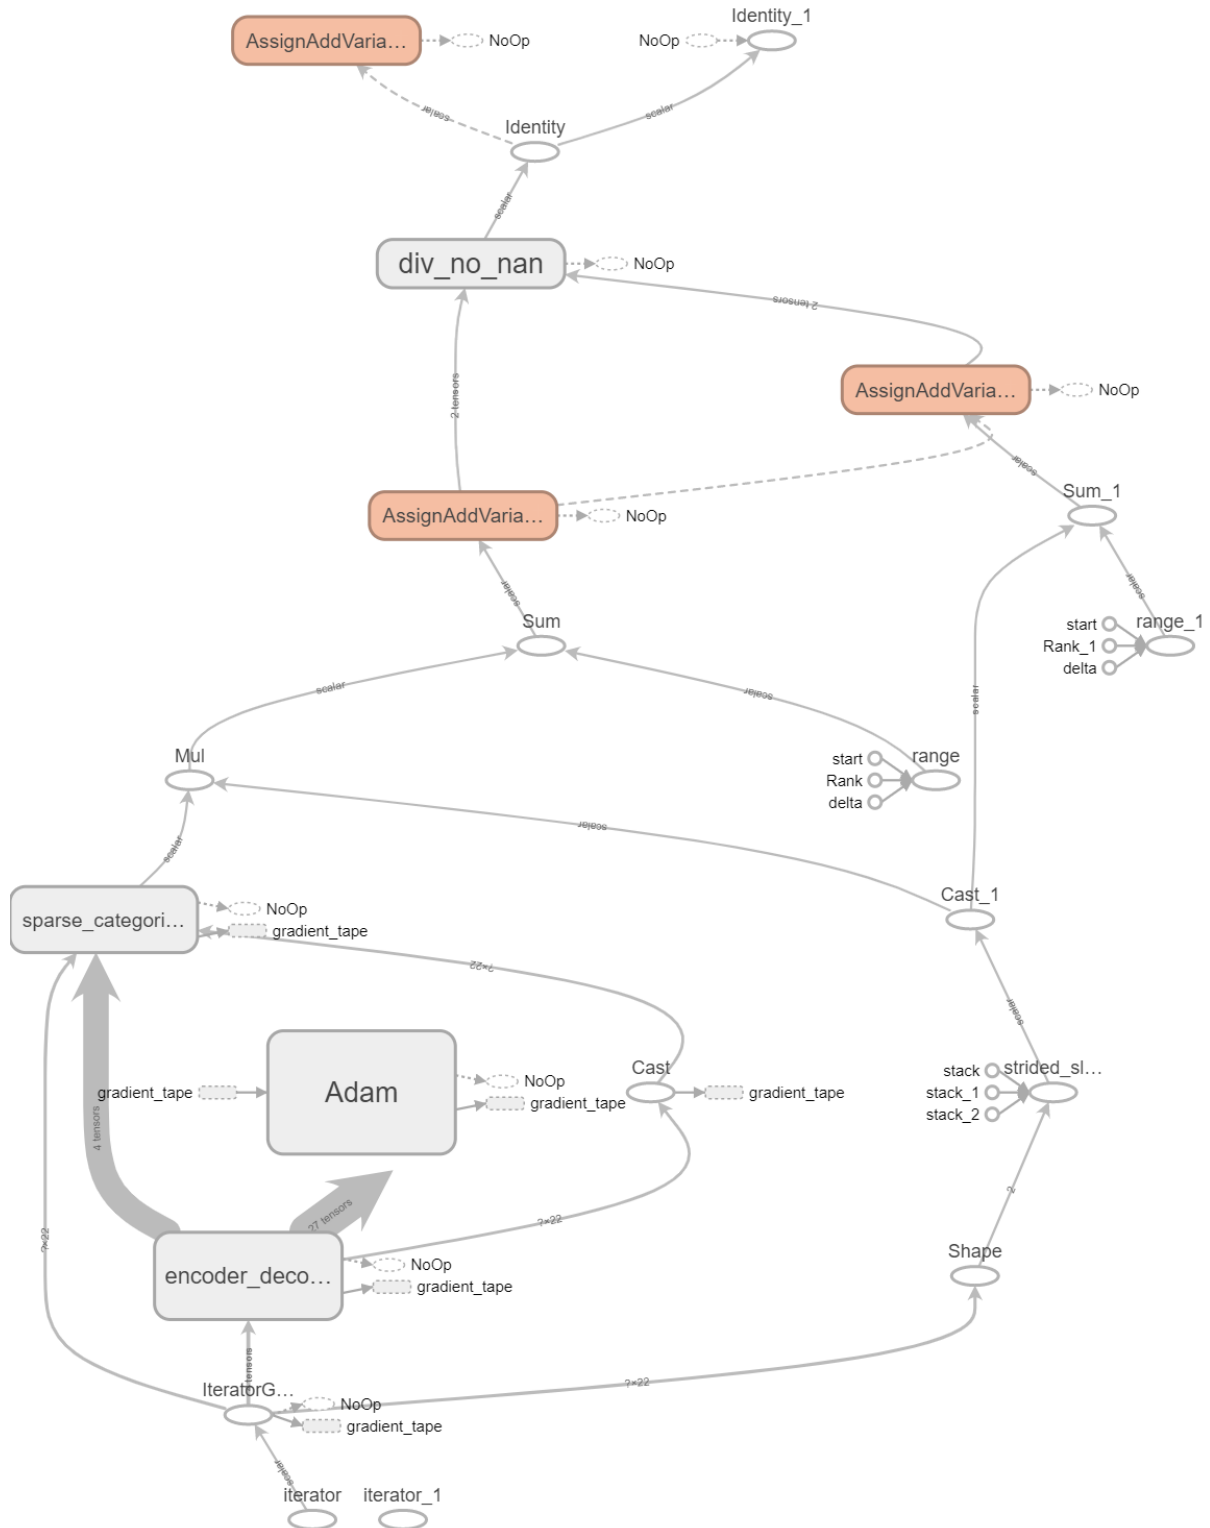 Identity_1
AssignAddVaria…
NoOp
NoOp
scalar
scalar
Identity
scalar
div_no_nan
NoOp
2 tensors
2 tensors
AssignAddVaria…
NoOp
scalar
Sum_1
AssignAddVaria…
NoOp
scalar
scalar
Sum
start
range_1
Rank_1
delta
scalar
scalar
scalar
Mul
range
start
Rank
delta
scalar
scalar
Cast_1
sparse_categori…
NoOp
gradient_tape
?×22
scalar
Adam
NoOp
gradient_tape
gradient_tape
Cast
gradient_tape
stack
strided_sl…
stack_1
stack_2
4 tensors
27 tensors
?×22
2
?×22
encoder_deco…
NoOp
gradient_tape
Shape
tensors
?×22
IteratorG…
NoOp
gradient_tape
scalar
iterator
iterator_1